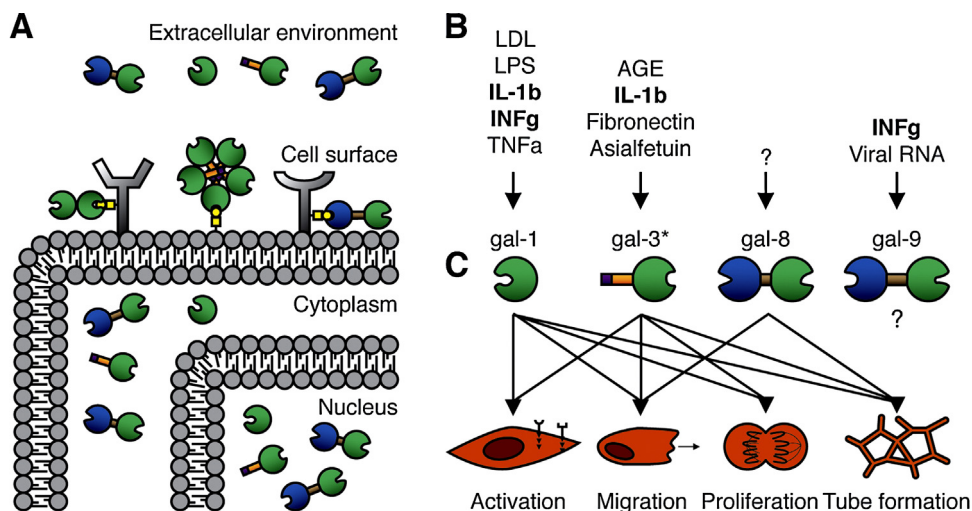 A
Extracellular environment
Cell surface
Cytoplasm
Nucleus
B
LDL
LPS
IL-1b
INFg
TNFa
AGE
IL-1b
Fibronectin
Asialfetuin
?
INFg
Viral RNA
gal-1
gal-3*
gal-8
gal-9
C
?
Activation
Migration
Proliferation
Tube formation